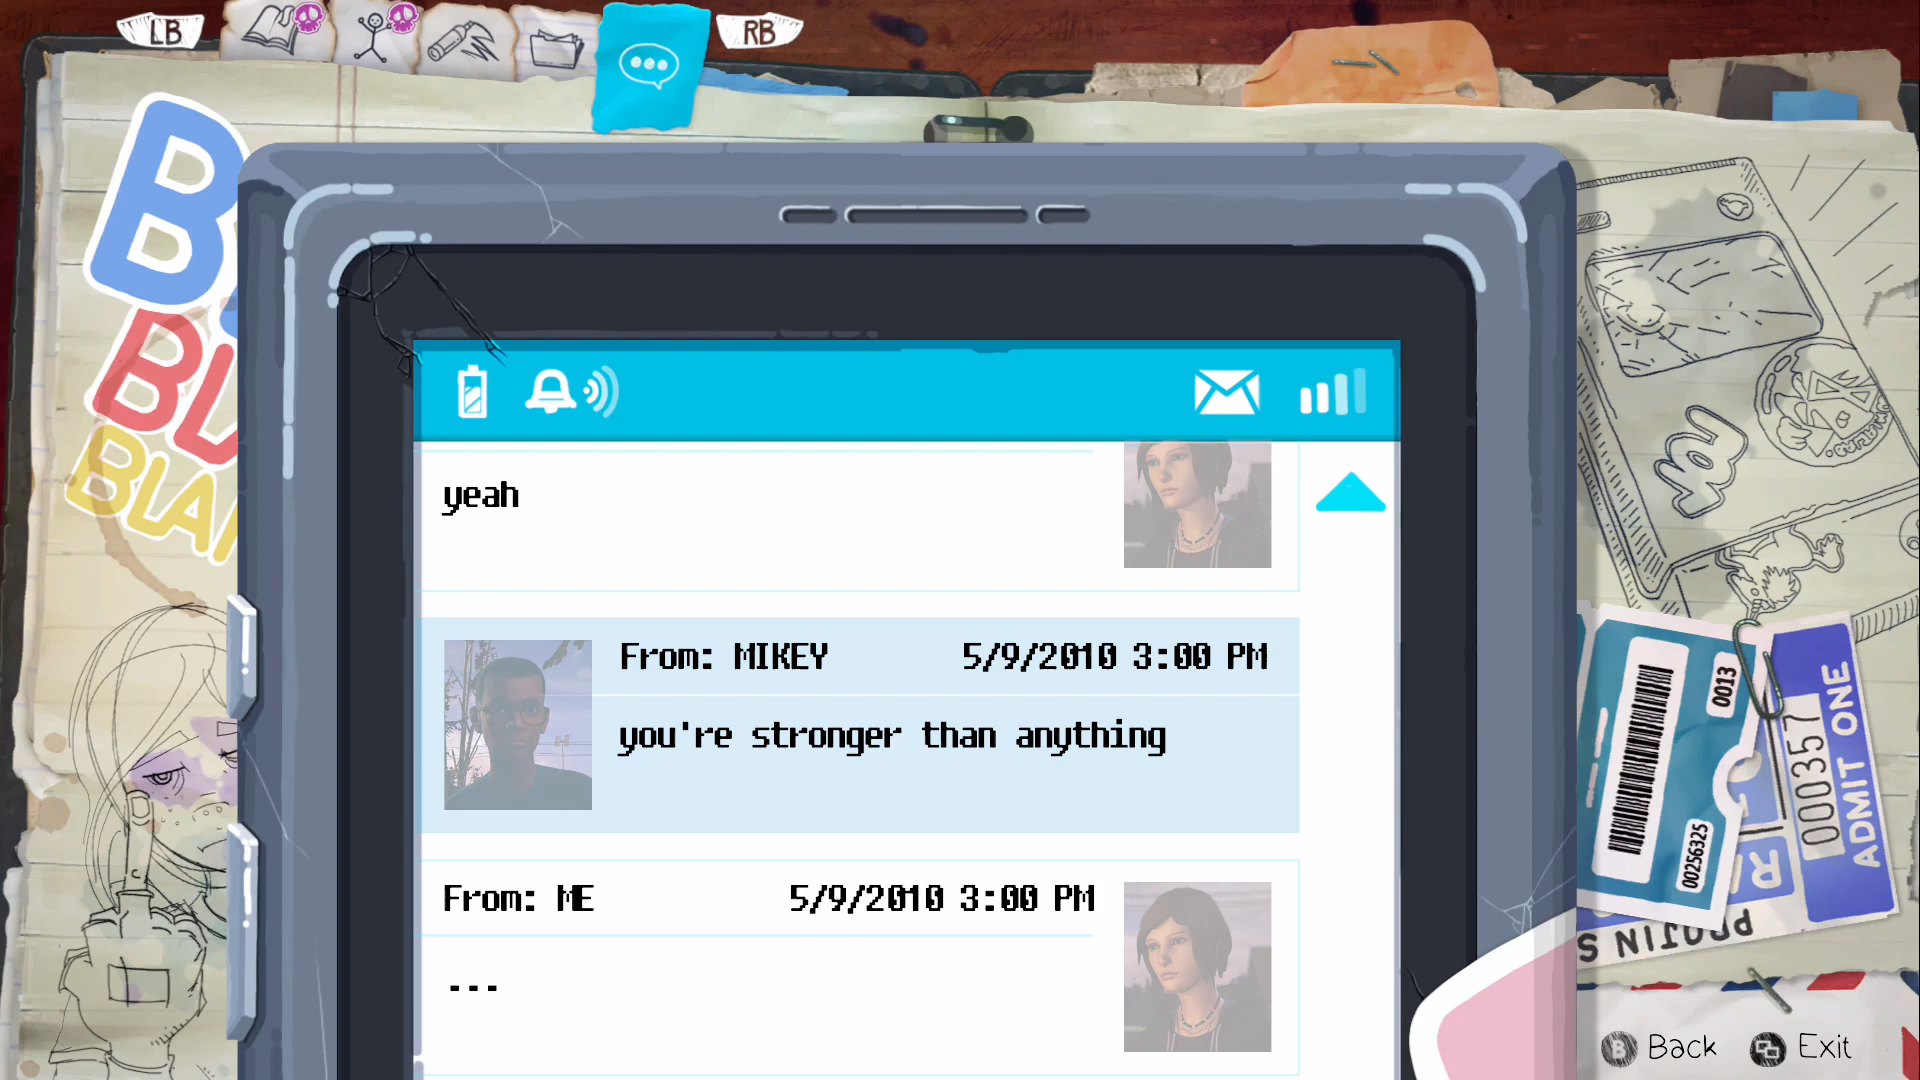 LB
RB
yeah
From: MIKEY 5/9/2010 3:00 PM
you're stronger than anything
From: ME 5/9/2010 3:00 PM
...
0013
00256325
000357
ADMIT ONE
Back
Exit